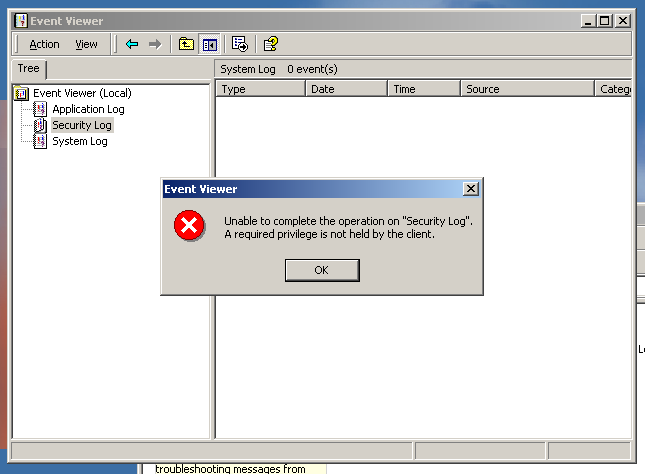 Event Viewer
Action View
Tree
System Log 0 event(s)
Type Date Time Source Categ
Event Viewer (Local)
Application Log
Security Log
System Log
Event Viewer
Unable to complete the operation on "Security Log".
A required privilege is not held by the client.
OK
troubleshooting messages from